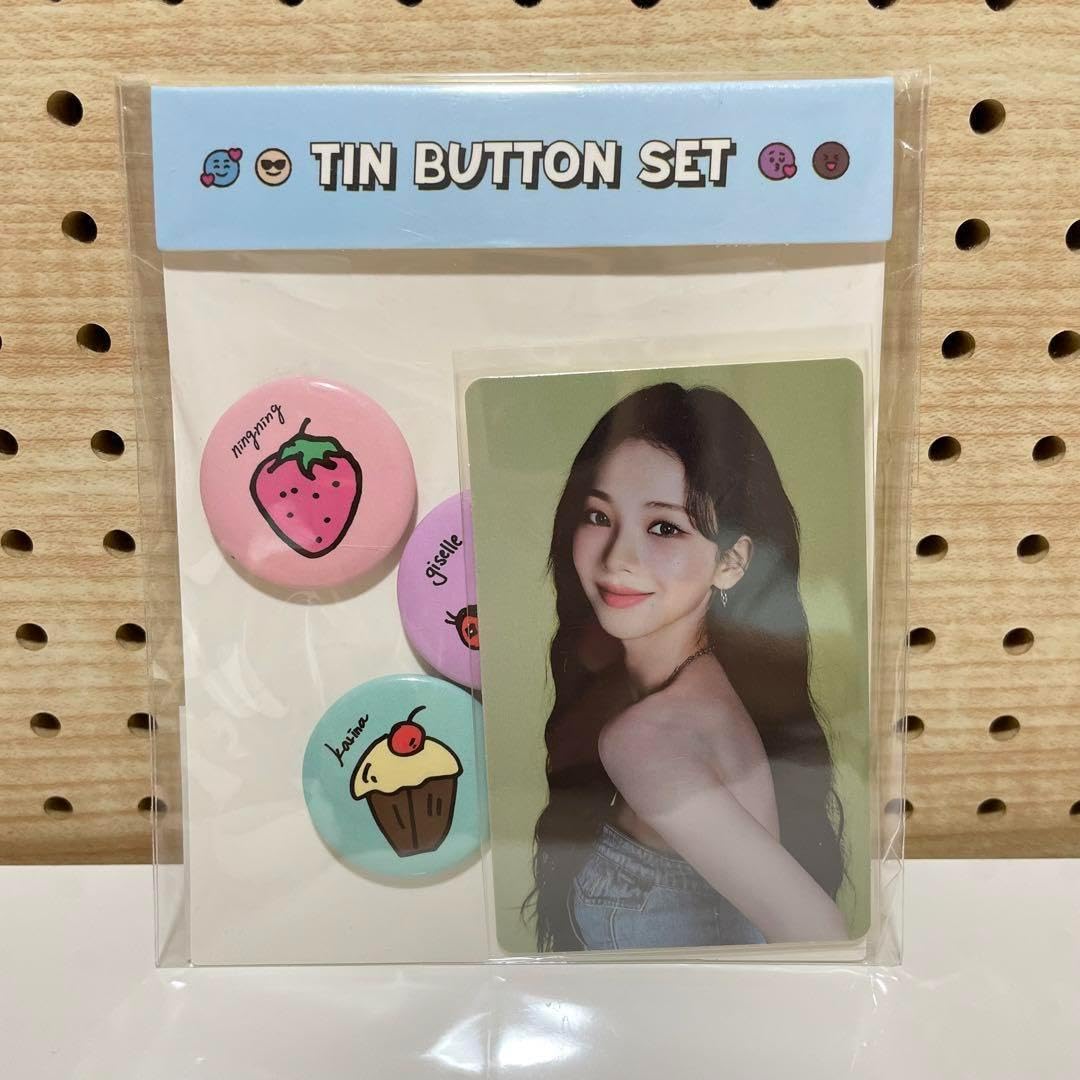 TIN BUTTON SET
ningning
giselle
karina